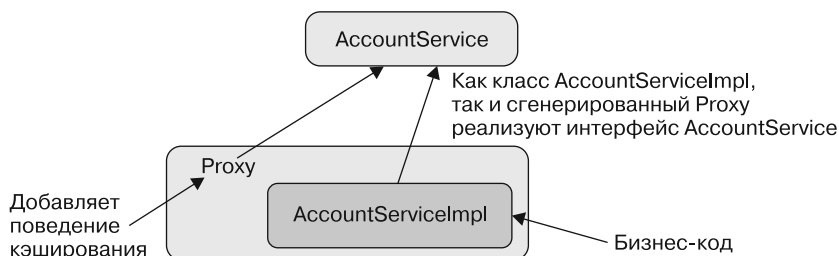 AccountService
Как класс AccountServiceImpl,
так и сгенерированный Proxy
реализуют интерфейс AccountService
Proxy
Добавляет
поведение
кэширования
AccountServiceImpl
Бизнес-код